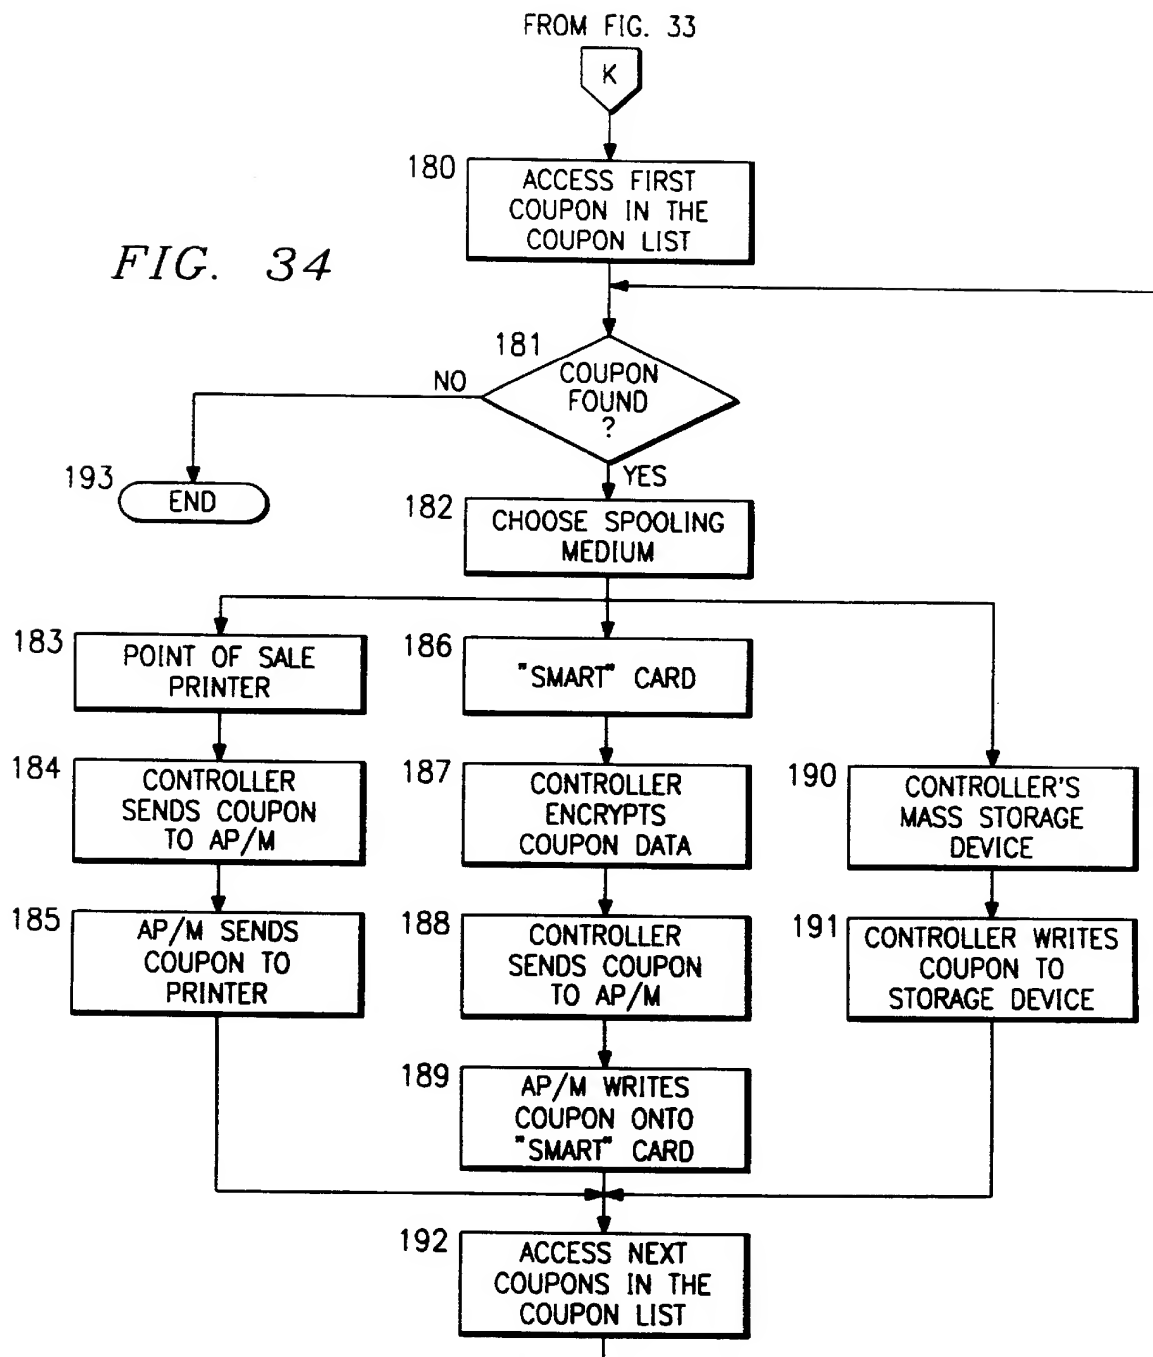 FROM FIG. 33
K
180
ACCESS FIRST
COUPON IN THE
COUPON LIST
FIG. 34
181
COUPON
FOUND
?
NO
YES
193
END
182
CHOOSE SPOOLING
MEDIUM
183
POINT OF SALE
PRINTER
184
CONTROLLER
SENDS COUPON
TO AP/M
185
AP/M SENDS
COUPON TO
PRINTER
186
"SMART" CARD
187
CONTROLLER
ENCRYPTS
COUPON DATA
188
CONTROLLER
SENDS COUPON
TO AP/M
189
AP/M WRITES
COUPON ONTO
"SMART" CARD
190
CONTROLLER'S
MASS STORAGE
DEVICE
191
CONTROLLER WRITES
COUPON TO
STORAGE DEVICE
192
ACCESS NEXT
COUPONS IN THE
COUPON LIST